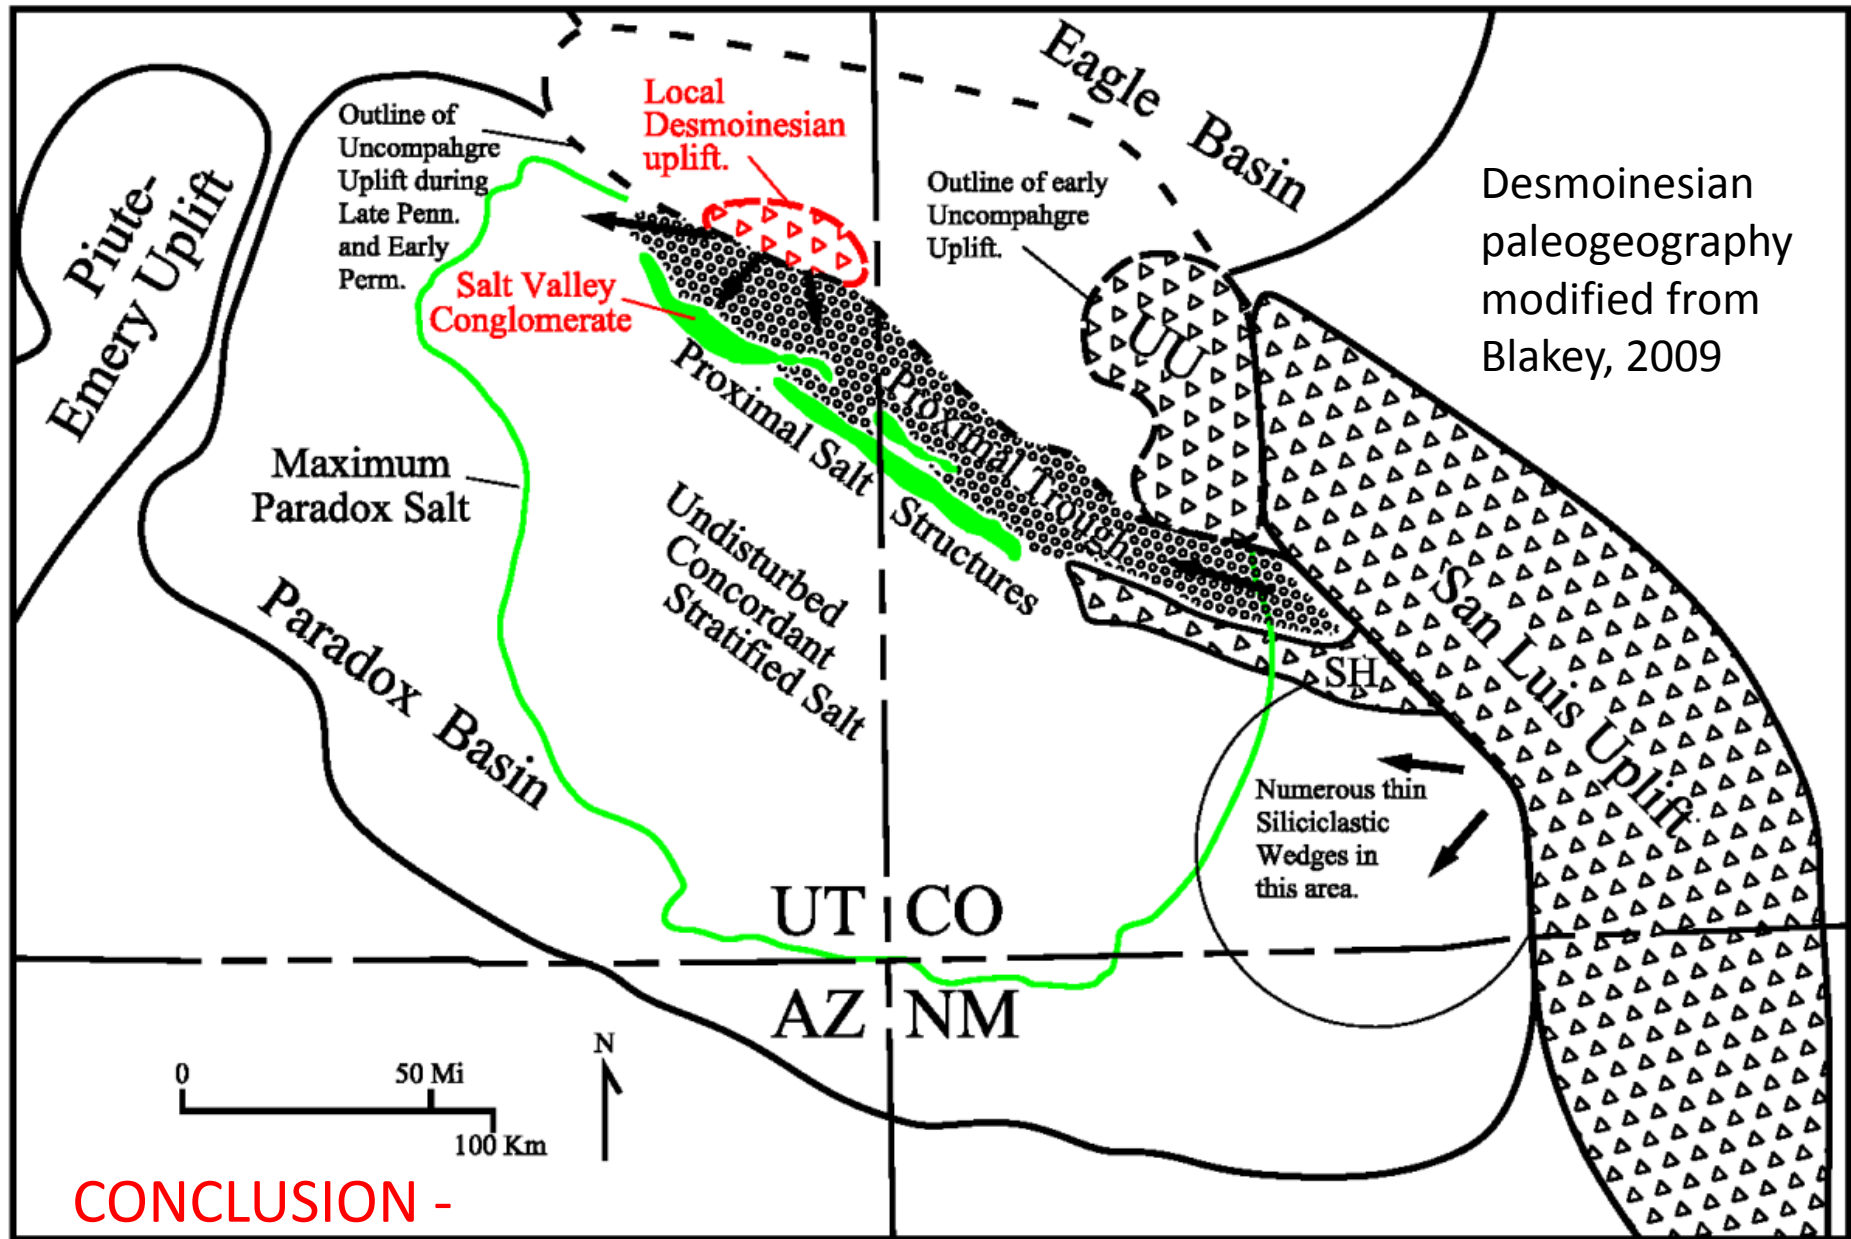 Eagle Basin
Local
Desmoinesian
uplift.
Outline of
Uncompahgre
Uplift during
Late Penn.
and Early
Perm.
Outline of early
Uncompahgre
Uplift.
Desmoinesian
paleogeography
modified from
Blakey, 2009
Piute-
Emery Uplift
Salt Valley
Conglomerate
UU
Proximal Trough
Proximal Salt Structures
Maximum
Paradox Salt
Undisturbed
Concordant
Stratified Salt
San Luis Uplift
SH
Paradox Basin
Numerous thin
Siliciclastic
Wedges in
this area.
UT CO
AZ NM
N
0 50 Mi
100 Km
CONCLUSION -